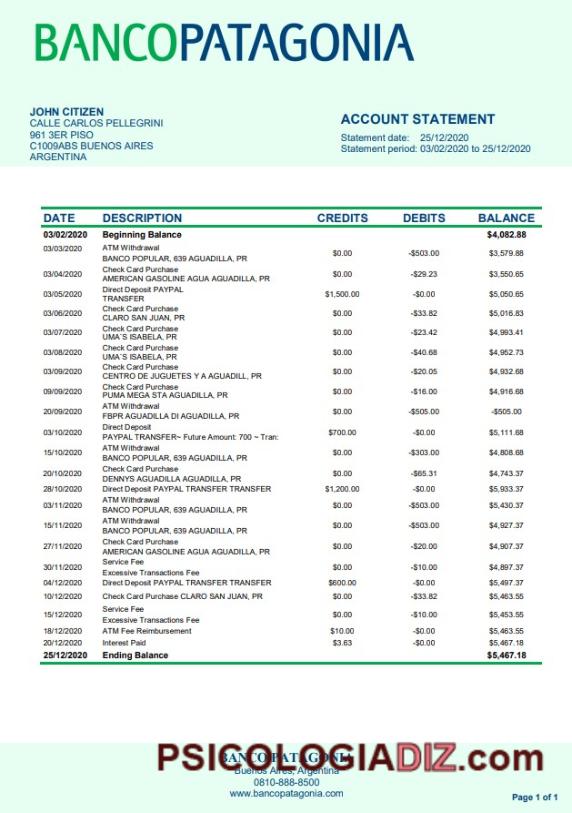 BANCOPATAGONIA
JOHN CITIZEN
CALLE CARLOS PELLEGRINI
961 3ER PISO
C1009ABS BUENOS AIRES
ARGENTINA
ACCOUNT STATEMENT
Statement date: 25/12/2020
Statement period: 03/02/2020 to 25/12/2020
DATE DESCRIPTION CREDITS DEBITS BALANCE
03/02/2020 Beginning Balance $4,082.88
03/03/2020 ATM Withdrawal
BANCO POPULAR, 639 AGUADILLA, PR $0.00 -$503.00 $3,579.88
03/04/2020 Check Card Purchase
AMERICAN GASOLINE AGUA AGUADILLA, PR $0.00 -$29.23 $3,550.65
03/05/2020 Direct Deposit PAYPAL
TRANSFER $1,500.00 -$0.00 $5,050.65
03/06/2020 Check Card Purchase
CLARO SAN JUAN, PR $0.00 -$33.82 $5,016.83
03/07/2020 Check Card Purchase
UMA`S ISABELA, PR $0.00 -$23.42 $4,993.41
03/08/2020 Check Card Purchase
UMA`S ISABELA, PR $0.00 -$40.68 $4,952.73
03/09/2020 Check Card Purchase
CENTRO DE JUGUETES Y A AGUADILL, PR $0.00 -$20.05 $4,932.68
09/09/2020 Check Card Purchase
PUMA MEGA STA AGUADILLA, PR $0.00 -$16.00 $4,916.68
20/09/2020 ATM Withdrawal
FBPR AGUADILLA DI AGUADILLA, PR $0.00 -$505.00 -$505.00
03/10/2020 Direct Deposit
PAYPAL TRANSFER~ Future Amount: 700 ~ Tran: $700.00 -$0.00 $5,111.68
15/10/2020 ATM Withdrawal
BANCO POPULAR, 639 AGUADILLA, PR $0.00 -$303.00 $4,808.68
20/10/2020 Check Card Purchase
DENNYS AGUADILLA AGUADILLA, PR $0.00 -$65.31 $4,743.37
28/10/2020 Direct Deposit PAYPAL TRANSFER TRANSFER $1,200.00 -$0.00 $5,933.37
03/11/2020 ATM Withdrawal
BANCO POPULAR, 639 AGUADILLA, PR $0.00 -$503.00 $5,430.37
15/11/2020 ATM Withdrawal
BANCO POPULAR, 639 AGUADILLA, PR $0.00 -$503.00 $4,927.37
27/11/2020 Check Card Purchase
AMERICAN GASOLINE AGUA AGUADILLA, PR $0.00 -$20.00 $4,907.37
30/11/2020 Service Fee
Excessive Transactions Fee $0.00 -$10.00 $4,897.37
04/12/2020 Direct Deposit PAYPAL TRANSFER TRANSFER $600.00 -$0.00 $5,497.37
10/12/2020 Check Card Purchase CLARO SAN JUAN, PR $0.00 -$33.82 $5,463.55
15/12/2020 Service Fee
Excessive Transactions Fee $0.00 -$10.00 $5,453.55
18/12/2020 ATM Fee Reimbursement $10.00 -$0.00 $5,463.55
20/12/2020 Interest Paid $3.63 -$0.00 $5,467.18
25/12/2020 Ending Balance $5,467.18
BANCO PATAGONIA
PSICOLOGIADIZ.com
Buenos Aires, Argentina
0810-888-8500
www.bancopatagonia.com
Page 1 of 1